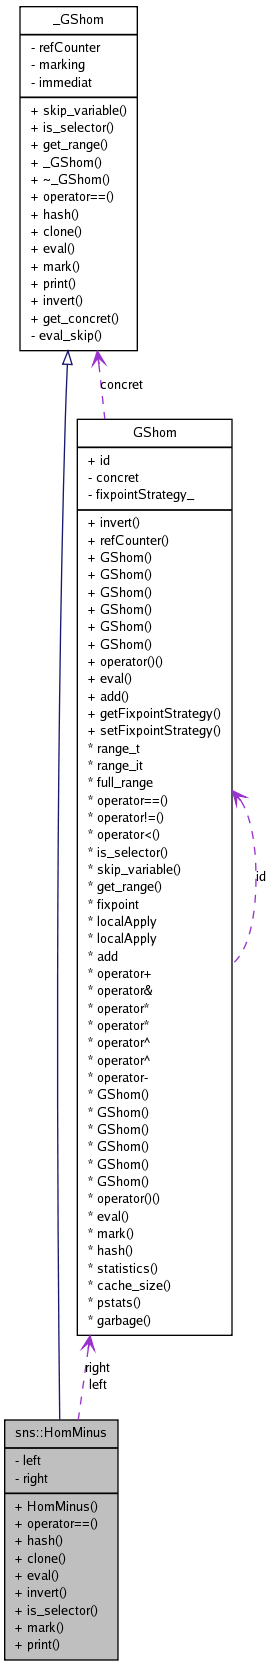 _GShom
- refCounter
- marking
- immediat
+ skip_variable()
+ is_selector()
+ get_range()
+ _GShom()
+ ~_GShom()
+ operator==()
+ hash()
+ clone()
+ eval()
+ mark()
+ print()
+ invert()
+ get_concret()
- eval_skip()
concret
GShom
+ id
- concret
- fixpointStrategy_
+ invert()
+ refCounter()
+ GShom()
+ GShom()
+ GShom()
+ GShom()
+ GShom()
+ GShom()
+ operator()()
+ eval()
+ add()
+ getFixpointStrategy()
+ setFixpointStrategy()
* range_t
* range_it
* full_range
* operator==()
* operator!=()
* operator<()
* is_selector()
* skip_variable()
* get_range()
* fixpoint
* localApply
* localApply
* add
* operator+
* operator&
* operator*
* operator*
* operator^
* operator^
* operator-
* GShom()
* GShom()
* GShom()
* GShom()
* GShom()
* GShom()
* operator()()
* eval()
* mark()
* hash()
* statistics()
* cache_size()
* pstats()
* garbage()
id
right
left
sns::HomMinus
- left
- right
+ HomMinus()
+ operator==()
+ hash()
+ clone()
+ eval()
+ invert()
+ is_selector()
+ mark()
+ print()